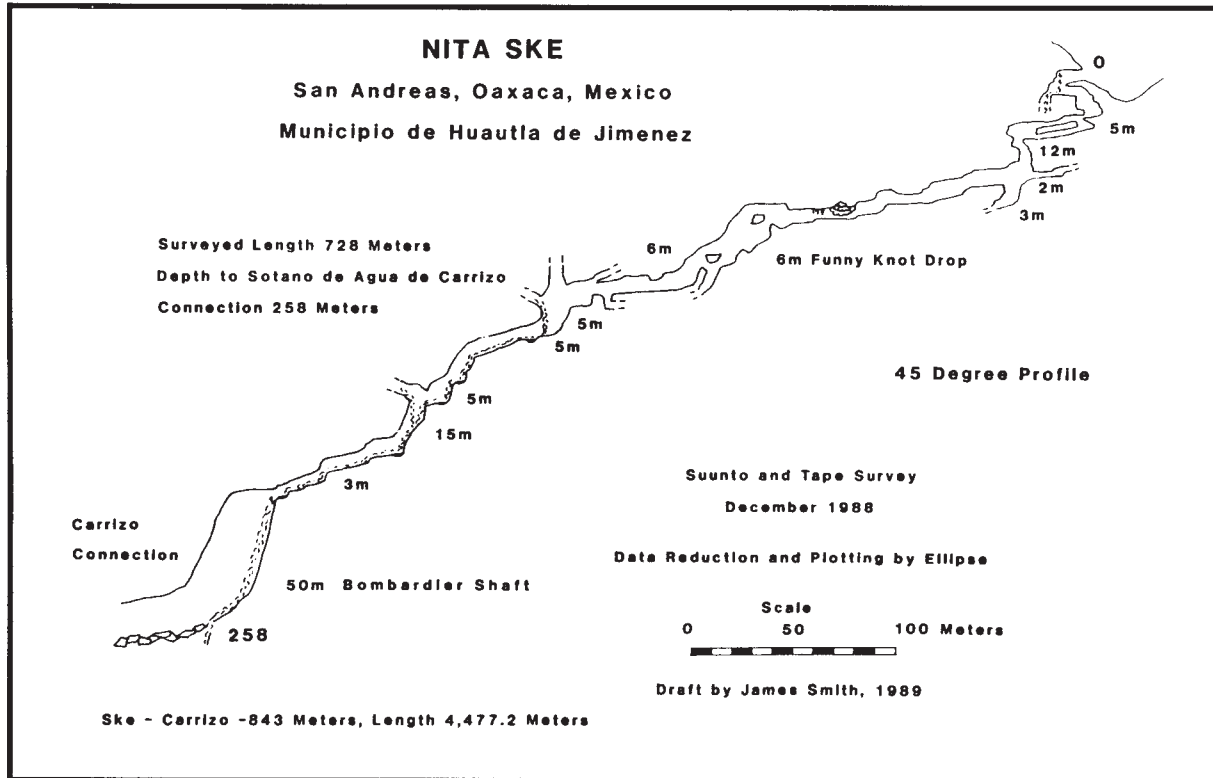 NITA SKE
San Andreas, Oaxaca, Mexico
Municipio de Huautla de Jimenez
0
5m
12m
2m
3m
Surveyed Length 728 Meters
Depth to Sotano de Agua de Carrizo
Connection 258 Meters
6m
6m Funny Knot Drop
5m
5m
45 Degree Profile
5m
15m
3m
Suunto and Tape Survey
December 1988
Carrizo
Connection
Data Reduction and Plotting by Ellipse
50m Bombardier Shaft
258
Scale
0 50 100 Meters
Draft by James Smith, 1989
Ske - Carrizo -843 Meters, Length 4,477.2 Meters